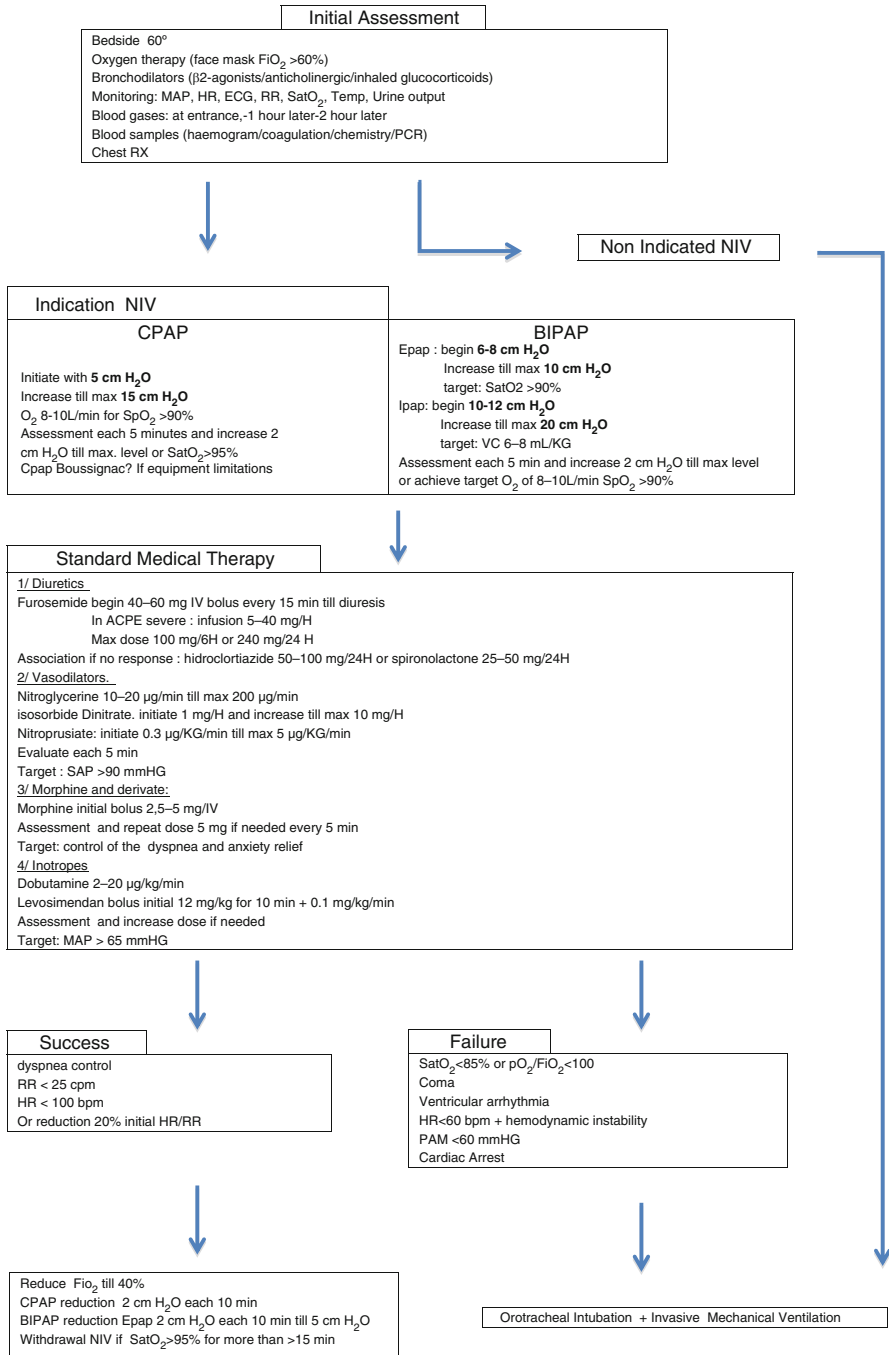 Initial Assessment
Bedside 60º
Oxygen therapy (face mask FiO2 >60%)
Bronchodilators (β2-agonists/anticholinergic/inhaled glucocorticoids)
Monitoring: MAP, HR, ECG, RR, SatO2, Temp, Urine output
Blood gases: at entrance,-1 hour later-2 hour later
Blood samples (haemogram/coagulation/chemistry/PCR)
Chest RX
Non Indicated NIV
Indication NIV
CPAP
Initiate with 5 cm H2O
Increase till max 15 cm H2O
O2 8-10L/min for SpO2 >90%
Assessment each 5 minutes and increase 2
cm H2O till max. level or SatO2>95%
Cpap Boussignac? If equipment limitations
BIPAP
Epap : begin 6-8 cm H2O
Increase till max 10 cm H2O
target: SatO2 >90%
Ipap: begin 10-12 cm H2O
Increase till max 20 cm H2O
target: VC 6–8 mL/KG
Assessment each 5 min and increase 2 cm H2O till max level
or achieve target O2 of 8–10L/min SpO2 >90%
Standard Medical Therapy
1/ Diuretics
Furosemide begin 40–60 mg IV bolus every 15 min till diuresis
In ACPE severe : infusion 5–40 mg/H
Max dose 100 mg/6H or 240 mg/24 H
Association if no response : hidroclortiazide 50–100 mg/24H or spironolactone 25–50 mg/24H
2/ Vasodilators.
Nitroglycerine 10–20 µg/min till max 200 µg/min
isosorbide Dinitrate. initiate 1 mg/H and increase till max 10 mg/H
Nitroprusiate: initiate 0.3 µg/KG/min till max 5 µg/KG/min
Evaluate each 5 min
Target : SAP >90 mmHG
3/ Morphine and derivate:
Morphine initial bolus 2,5–5 mg/IV
Assessment and repeat dose 5 mg if needed every 5 min
Target: control of the dyspnea and anxiety relief
4/ Inotropes
Dobutamine 2–20 µg/kg/min
Levosimendan bolus initial 12 mg/kg for 10 min + 0.1 mg/kg/min
Assessment and increase dose if needed
Target: MAP > 65 mmHG
Success
dyspnea control
RR < 25 cpm
HR < 100 bpm
Or reduction 20% initial HR/RR
Failure
SatO2<85% or pO2/FiO2<100
Coma
Ventricular arrhythmia
HR<60 bpm + hemodynamic instability
PAM <60 mmHG
Cardiac Arrest
Reduce Fio2 till 40%
CPAP reduction 2 cm H2O each 10 min
BIPAP reduction Epap 2 cm H2O each 10 min till 5 cm H2O
Withdrawal NIV if SatO2>95% for more than >15 min
Orotracheal Intubation + Invasive Mechanical Ventilation